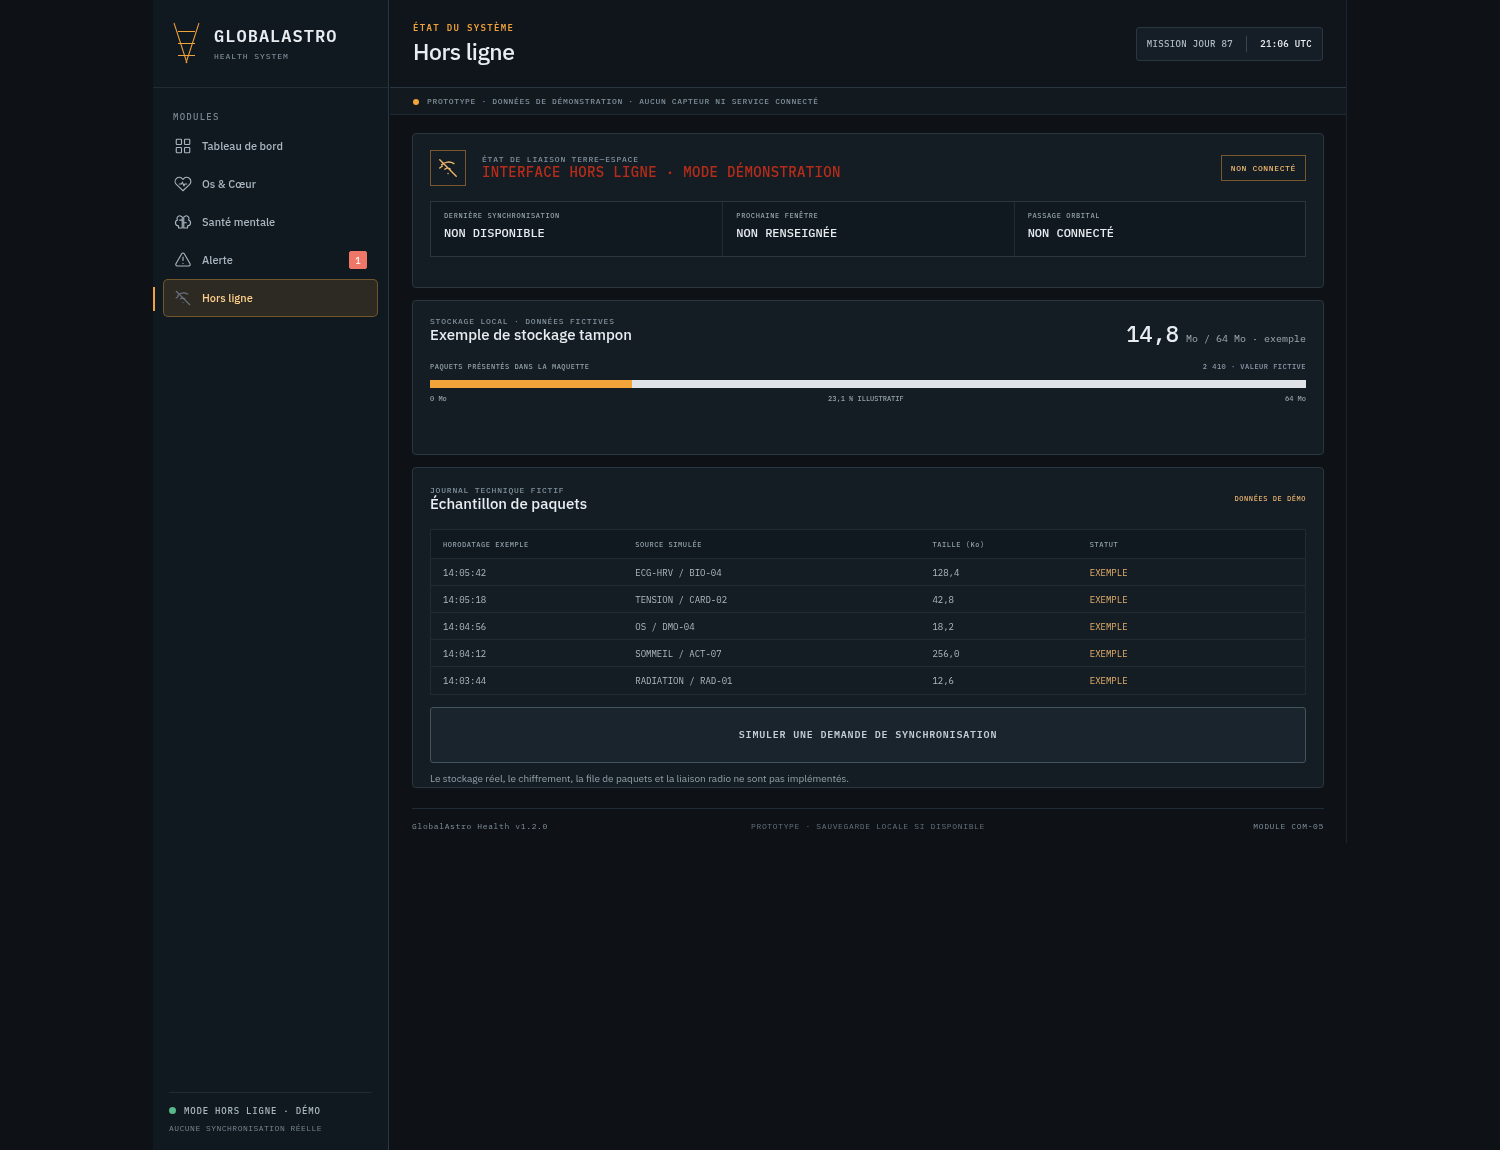 GLOBALASTRO
HEALTH SYSTEM
MODULES
Tableau de bord
Os & Cœur
Santé mentale
Alerte 1
Hors ligne
MODE HORS LIGNE · DÉMO
AUCUNE SYNCHRONISATION RÉELLE
ÉTAT DU SYSTÈME
Hors ligne
MISSION JOUR 87 21:06 UTC
PROTOTYPE · DONNÉES DE DÉMONSTRATION · AUCUN CAPTEUR NI SERVICE CONNECTÉ
ÉTAT DE LIAISON TERRE–ESPACE
INTERFACE HORS LIGNE · MODE DÉMONSTRATION
NON CONNECTÉ
DERNIÈRE SYNCHRONISATION PROCHAINE FENÊTRE PASSAGE ORBITAL
NON DISPONIBLE NON RENSEIGNÉE NON CONNECTÉ
STOCKAGE LOCAL · DONNÉES FICTIVES
Exemple de stockage tampon
14,8 Mo / 64 Mo · exemple
PAQUETS PRÉSENTÉS DANS LA MAQUETTE 2 410 · VALEUR FICTIVE
0 Mo 23,1 % ILLUSTRATIF 64 Mo
JOURNAL TECHNIQUE FICTIF
Échantillon de paquets
DONNÉES DE DÉMO
HORODATAGE EXEMPLE SOURCE SIMULÉE TAILLE (Ko) STATUT
14:05:42 ECG-HRV / BIO-04 128,4 EXEMPLE
14:05:18 TENSION / CARD-02 42,8 EXEMPLE
14:04:56 OS / DMO-04 18,2 EXEMPLE
14:04:12 SOMMEIL / ACT-07 256,0 EXEMPLE
14:03:44 RADIATION / RAD-01 12,6 EXEMPLE
SIMULER UNE DEMANDE DE SYNCHRONISATION
Le stockage réel, le chiffrement, la file de paquets et la liaison radio ne sont pas implémentés.
GlobalAstro Health v1.2.0 PROTOTYPE · SAUVEGARDE LOCALE SI DISPONIBLE MODULE COM-05